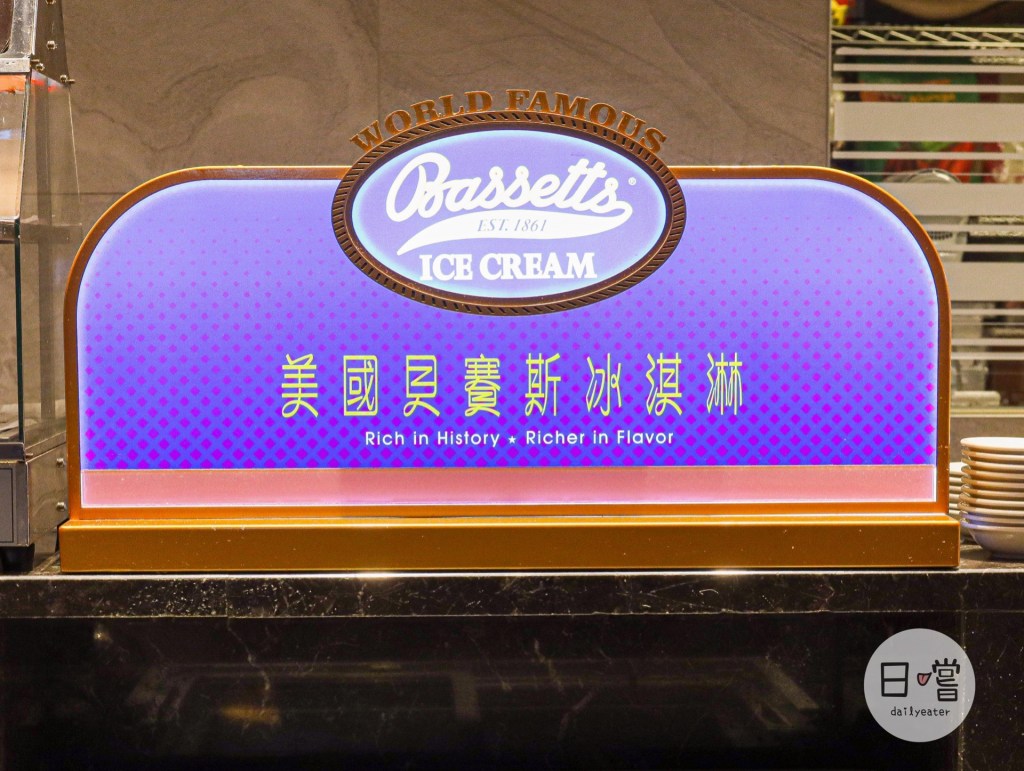 WORLD FAMOUS
Bassetts®
EST. 1861
ICE CREAM
美國貝賽斯冰淇淋
Rich in History ★ Richer in Flavor
日嚐
dailyeater